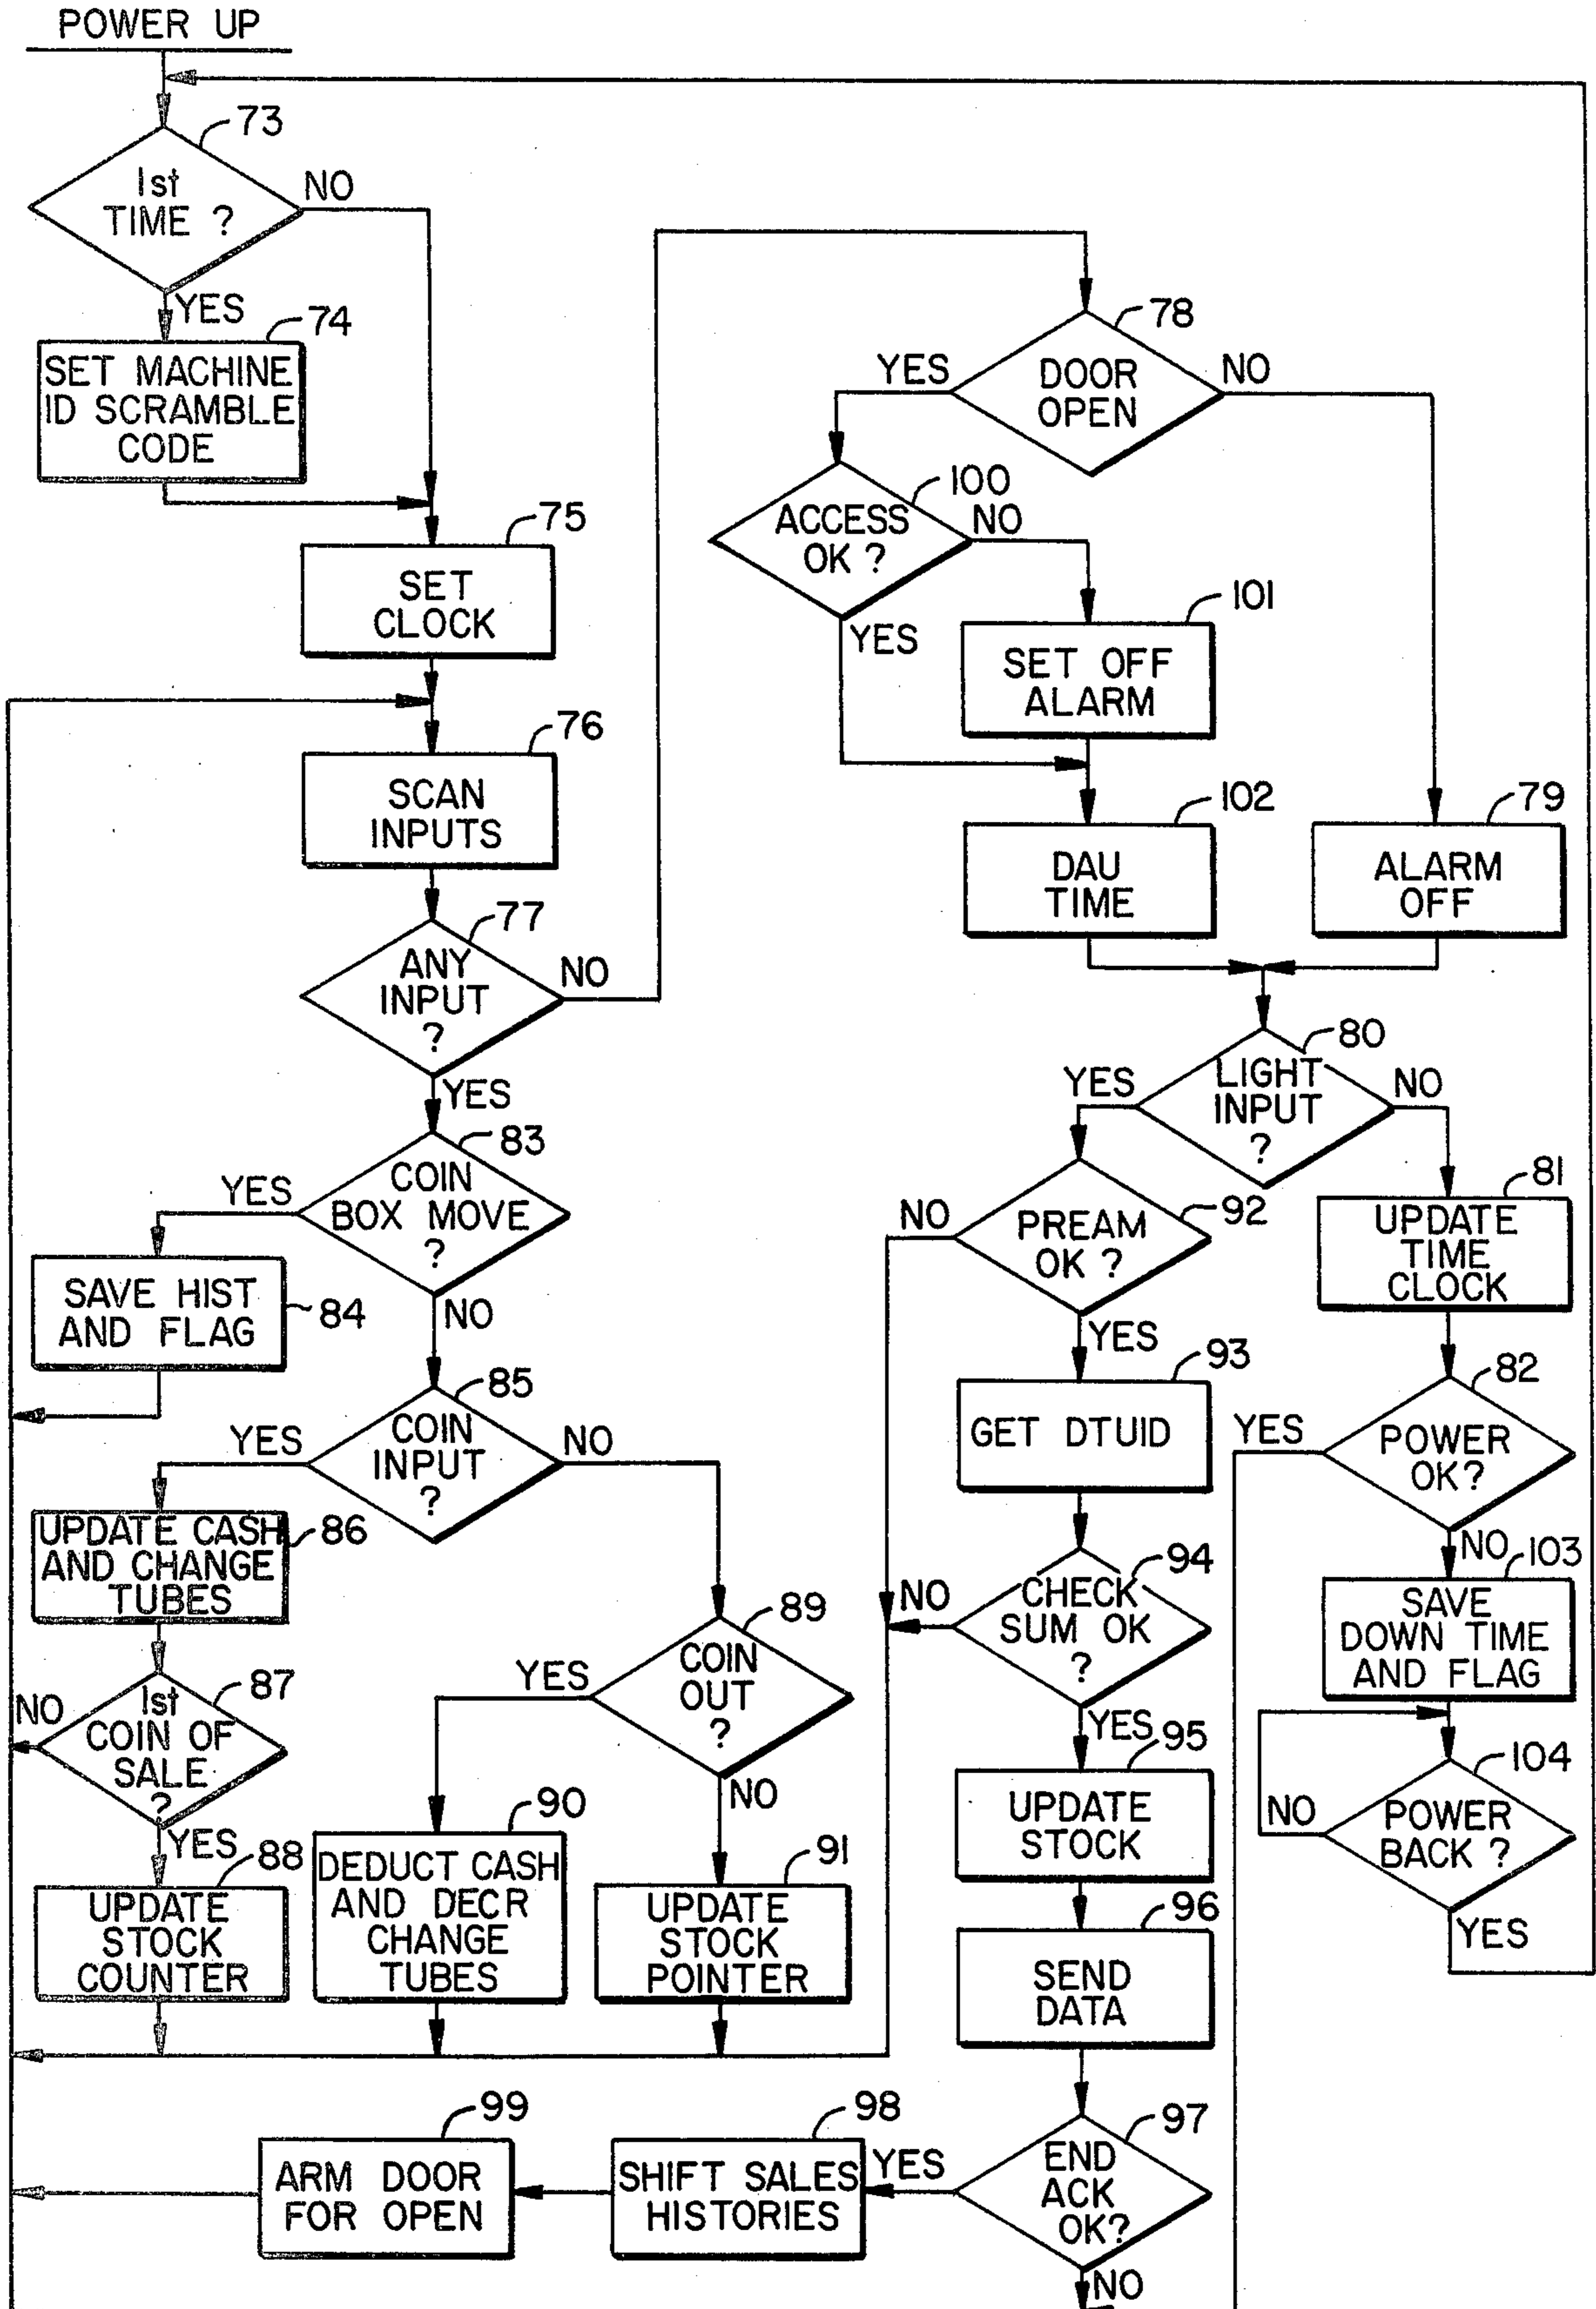 POWER UP
73
1st
TIME ?
NO
YES
74
SET MACHINE
ID SCRAMBLE
CODE
75
SET
CLOCK
76
SCAN
INPUTS
77
ANY
INPUT
?
NO
YES
83
COIN
BOX MOVE
?
YES
NO
SAVE HIST
AND FLAG
84
85
COIN
INPUT
?
YES
NO
UPDATE CASH
AND CHANGE
TUBES
86
87
1st
COIN OF
SALE
?
NO
YES
88
UPDATE
STOCK
COUNTER
89
COIN
OUT
?
YES
NO
90
DEDUCT CASH
AND DECR
CHANGE
TUBES
91
UPDATE
STOCK
POINTER
78
DOOR
OPEN
YES
NO
100
ACCESS
OK ?
NO
YES
101
SET OFF
ALARM
102
DAU
TIME
79
ALARM
OFF
80
LIGHT
INPUT
?
YES
NO
81
UPDATE
TIME
CLOCK
82
POWER
OK?
YES
NO
103
SAVE
DOWN TIME
AND FLAG
104
POWER
BACK ?
NO
YES
92
PREAM
OK ?
NO
YES
93
GET DTUID
94
CHECK
SUM OK
?
NO
YES
95
UPDATE
STOCK
96
SEND
DATA
97
END
ACK
OK?
YES
NO
98
SHIFT SALES
HISTORIES
99
ARM DOOR
FOR OPEN